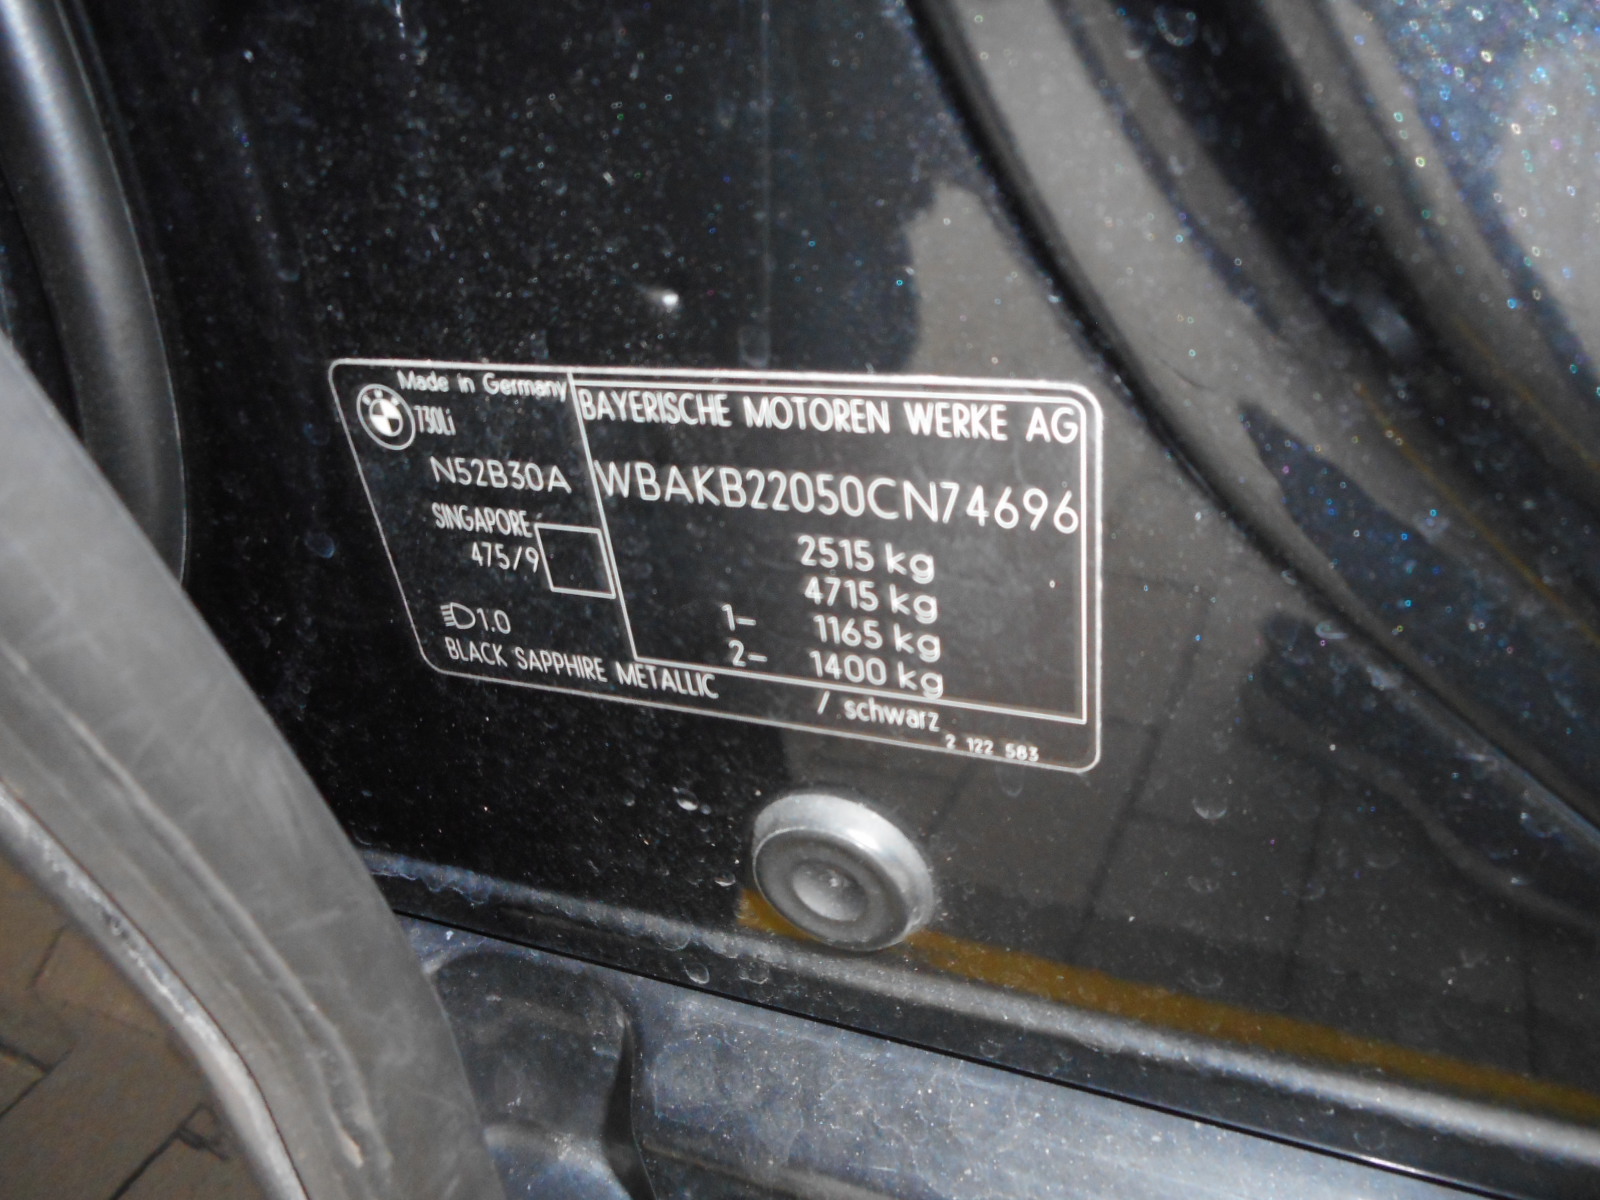 Made in Germany
730Li
N52B30A
SINGAPORE
475/9
1.0
BLACK SAPPHIRE METALLIC
BAYERISCHE MOTOREN WERKE AG
WBAKB22050CN74696
2515 kg
4715 kg
1- 1165 kg
2- 1400 kg
/ schwarz
2 122 583